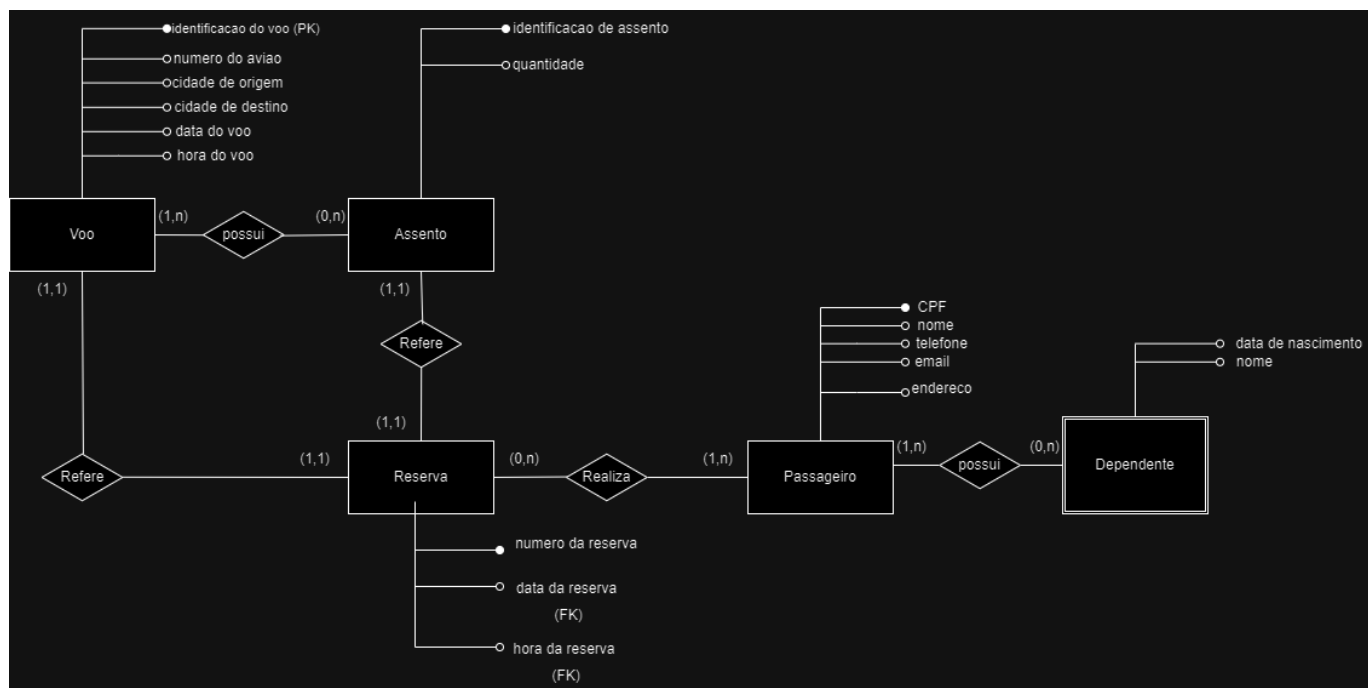 identificacao do voo (PK)
numero do aviao
cidade de origem
cidade de destino
data do voo
hora do voo
identificacao de assento
quantidade
Voo
(1,n)
possui
(0,n)
Assento
(1,1)
(1,1)
Refere
CPF
nome
telefone
email
endereco
data de nascimento
nome
(1,1)
Refere
(1,1)
Reserva
(0,n)
Realiza
(1,n)
Passageiro
(1,n)
possui
(0,n)
Dependente
numero da reserva
data da reserva
(FK)
hora da reserva
(FK)